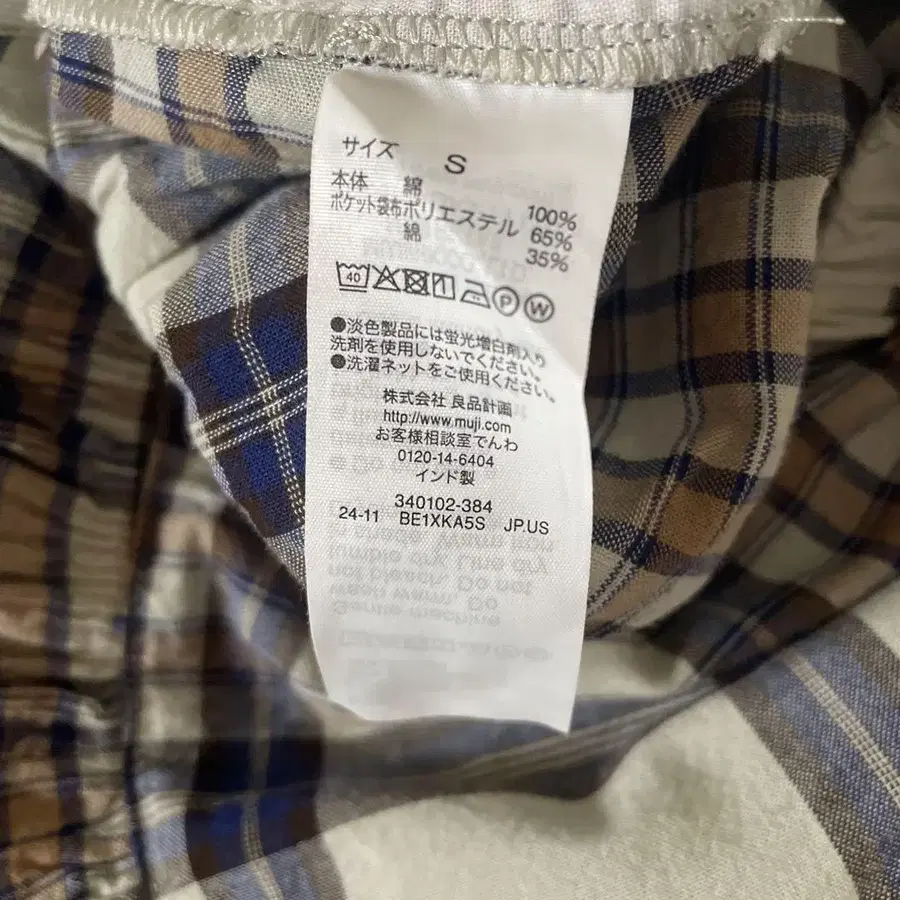 サイズ S
本体 綿 100%
ポケット袋布ポリエステル 65%
綿 35%
40 P W
●淡色製品には蛍光増白剤入り
洗剤を使用しないでください。
●洗濯ネットをご使用ください。
株式会社 良品計画
http://www.muji.com
お客様相談室でんわ
0120-14-6404
インド製
340102-384
24-11 BE1XKA5S JP.US